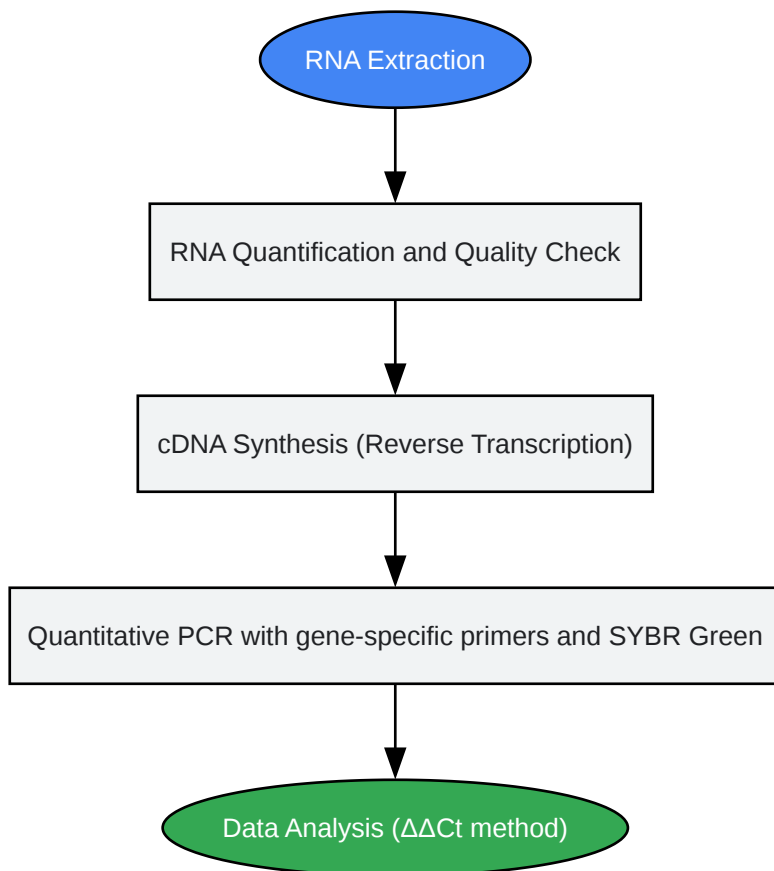 RNA Extraction
RNA Quantification and Quality Check
cDNA Synthesis (Reverse Transcription)
Quantitative PCR with gene-specific primers and SYBR Green
Data Analysis (ΔΔCt method)